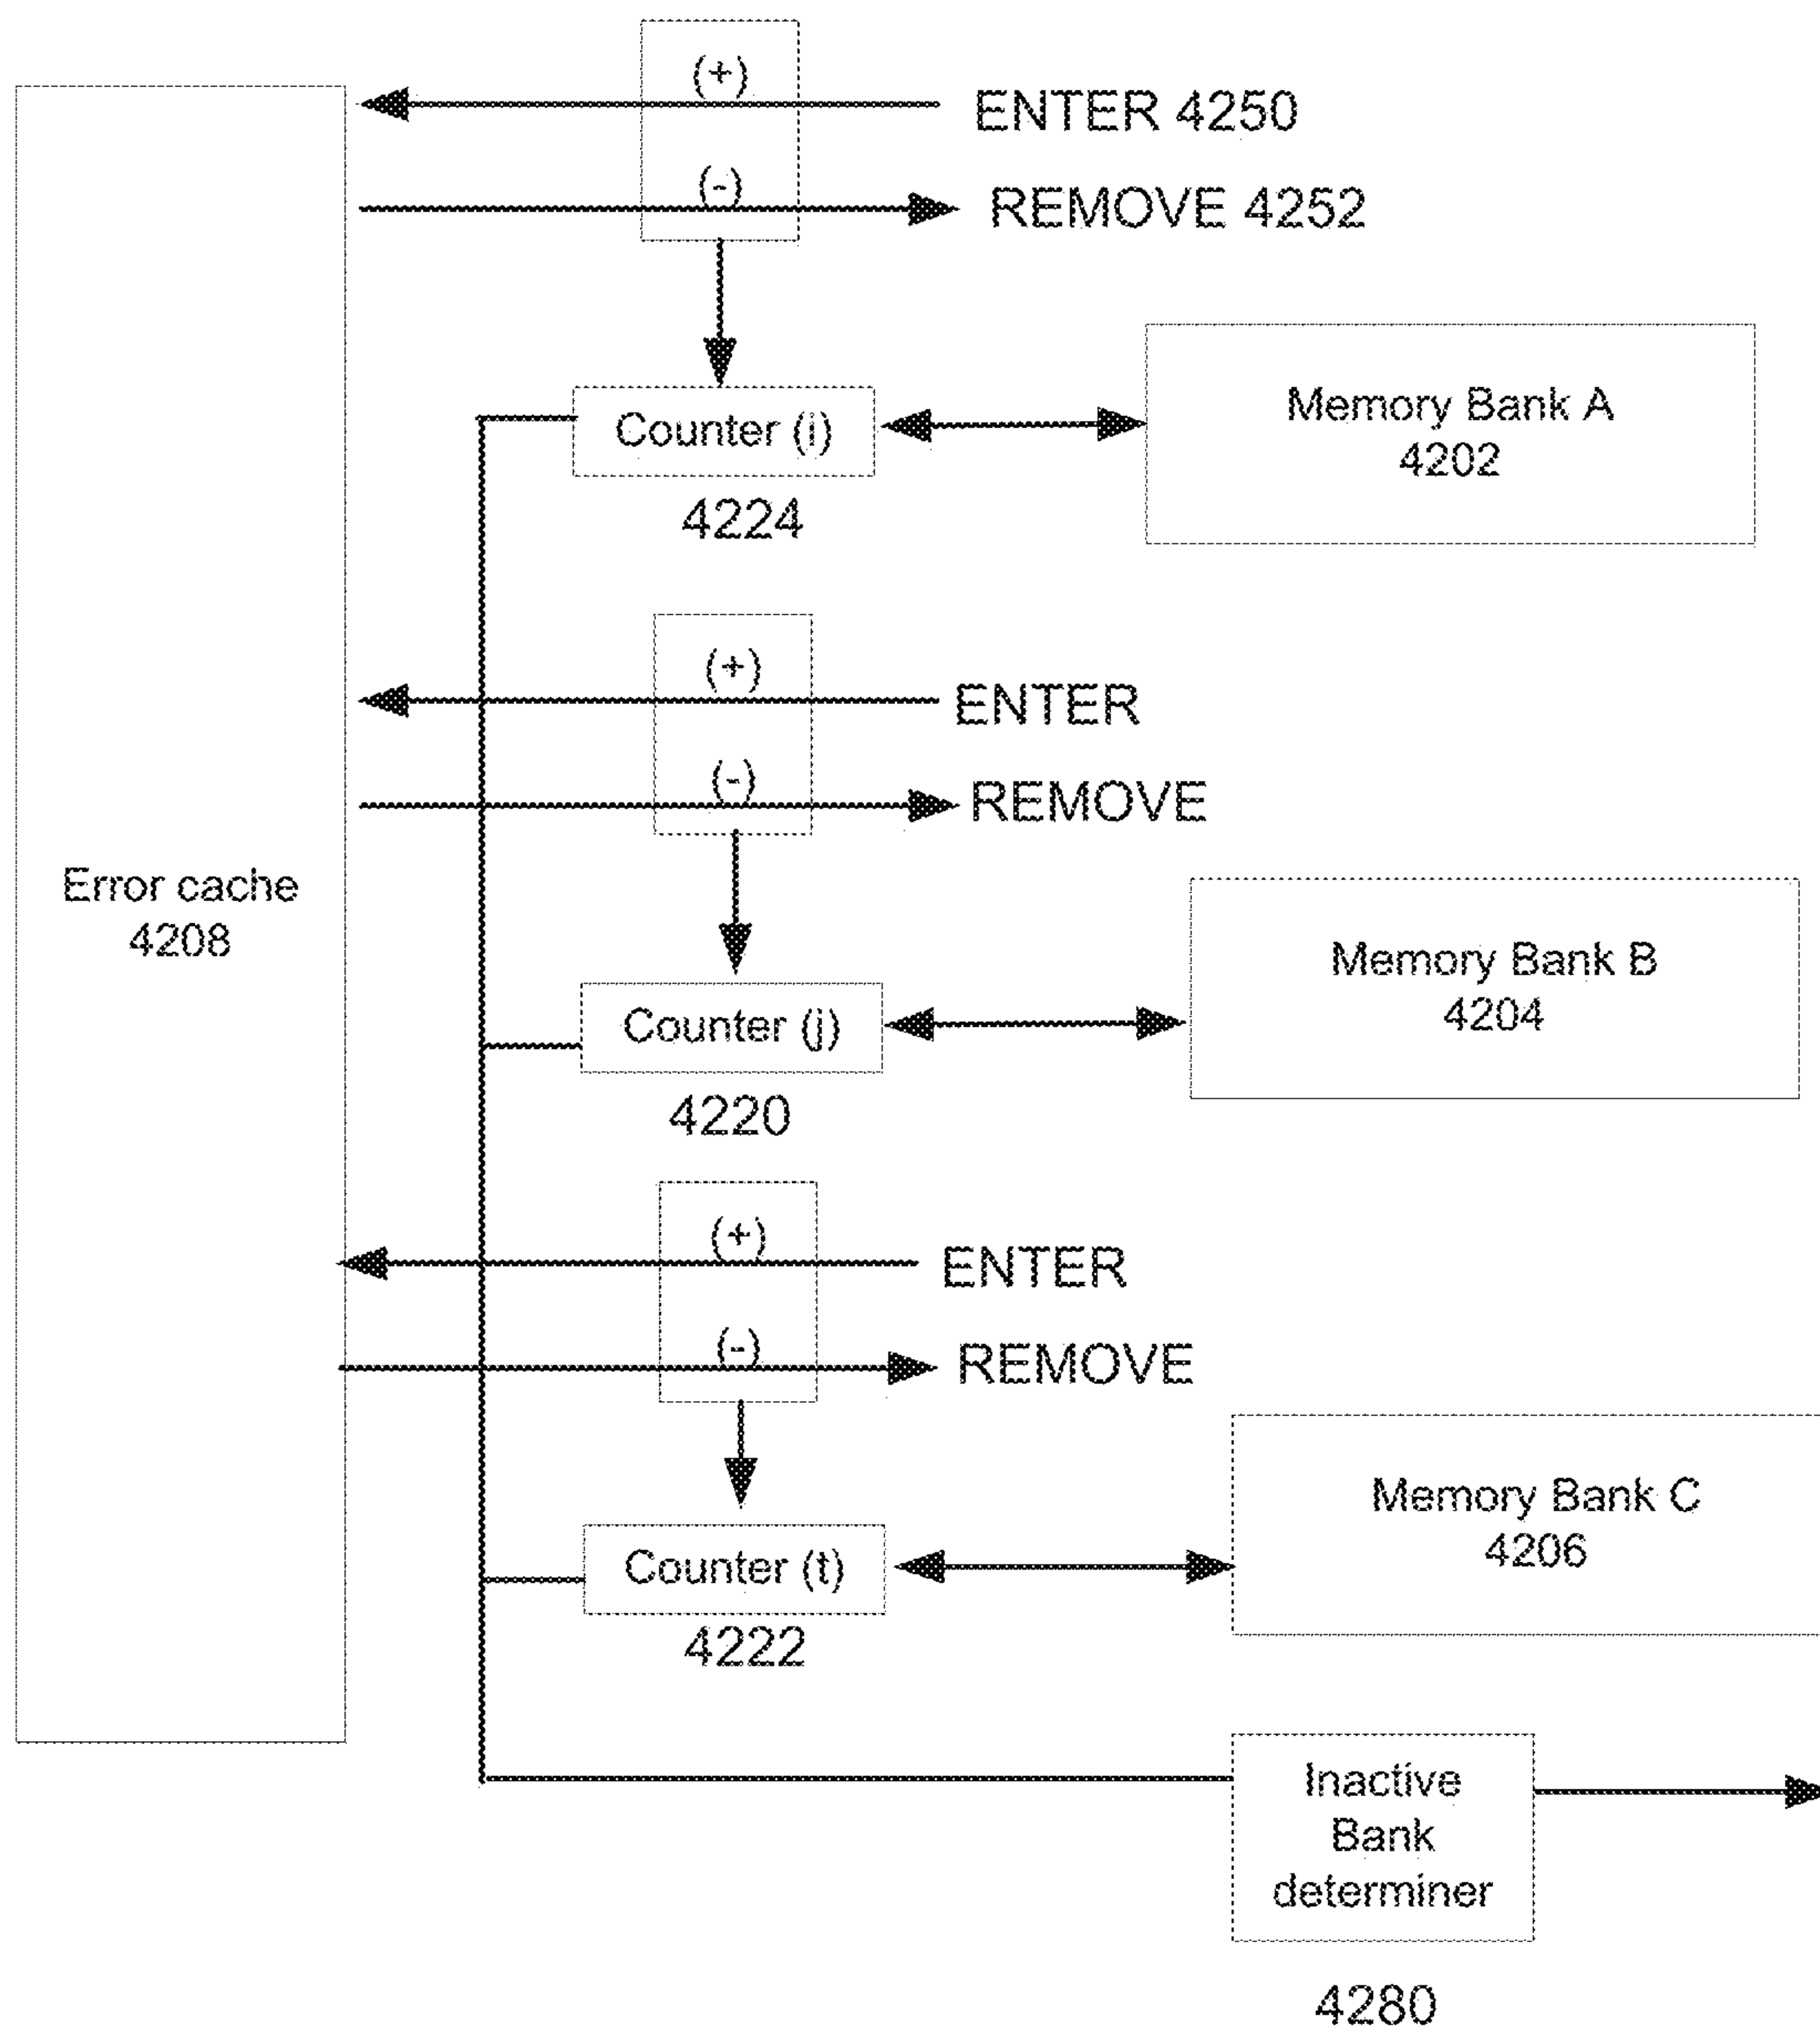 (+)
ENTER 4250
(-)
REMOVE 4252
Counter (i)
4224
Memory Bank A
4202
(+)
ENTER
(-)
REMOVE
Error cache
4208
Counter (j)
4220
Memory Bank B
4204
(+)
ENTER
(-)
REMOVE
Counter (t)
4222
Memory Bank C
4206
Inactive
Bank
determiner
4280